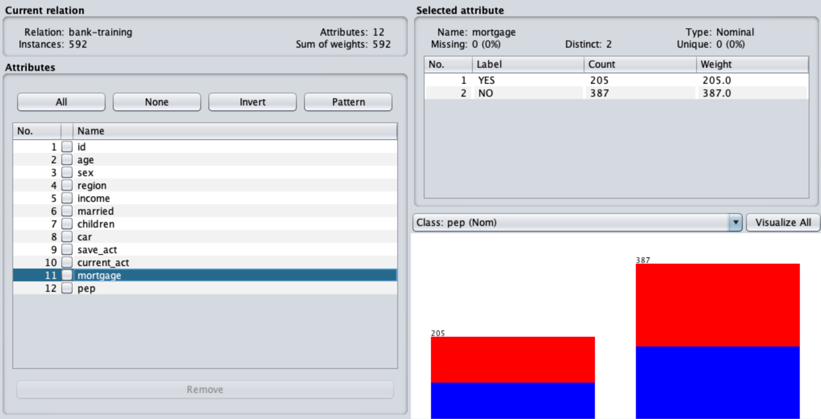 Current relation
Relation: bank-training
Attributes: 12
Instances: 592
Sum of weights: 592
Attributes
All
None
Invert
Pattern
No. Name
1 id
2 age
3 sex
4 region
5 income
6 married
7 children
8 car
9 save_act
10 current_act
11 mortgage
12 pep
Remove
Selected attribute
Name: mortgage
Type: Nominal
Missing: 0 (0%)
Distinct: 2
Unique: 0 (0%)
No. Label Count Weight
1 YES 205 205.0
2 NO 387 387.0
Class: pep (Nom)
Visualize All
387
205